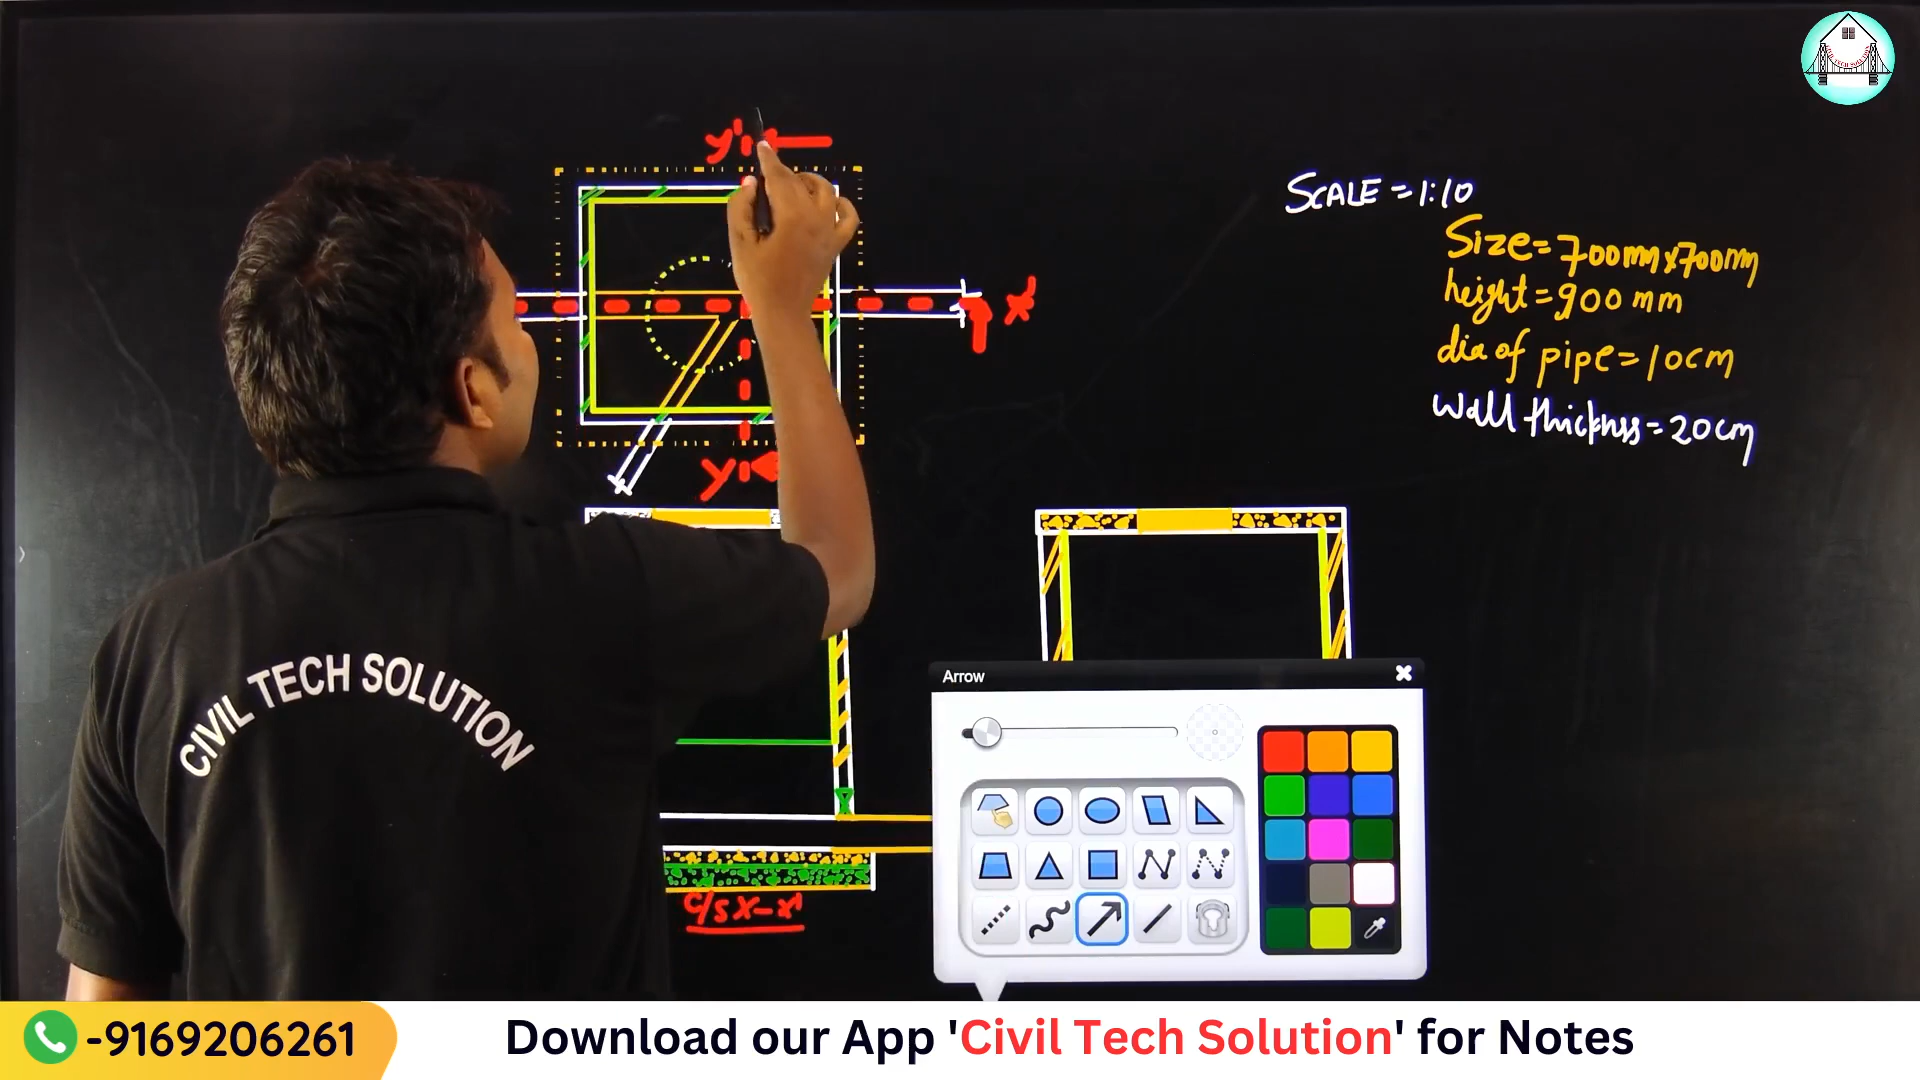 y'
x'
y
SCALE = 1:10
Size = 700mm x 700mm
height = 900 mm
dia of pipe = 10cm
Wall thicknss = 20cm
Arrow
CIVIL TECH SOLUTION
C/S X-X'
-9169206261
Download our App 'Civil Tech Solution' for Notes